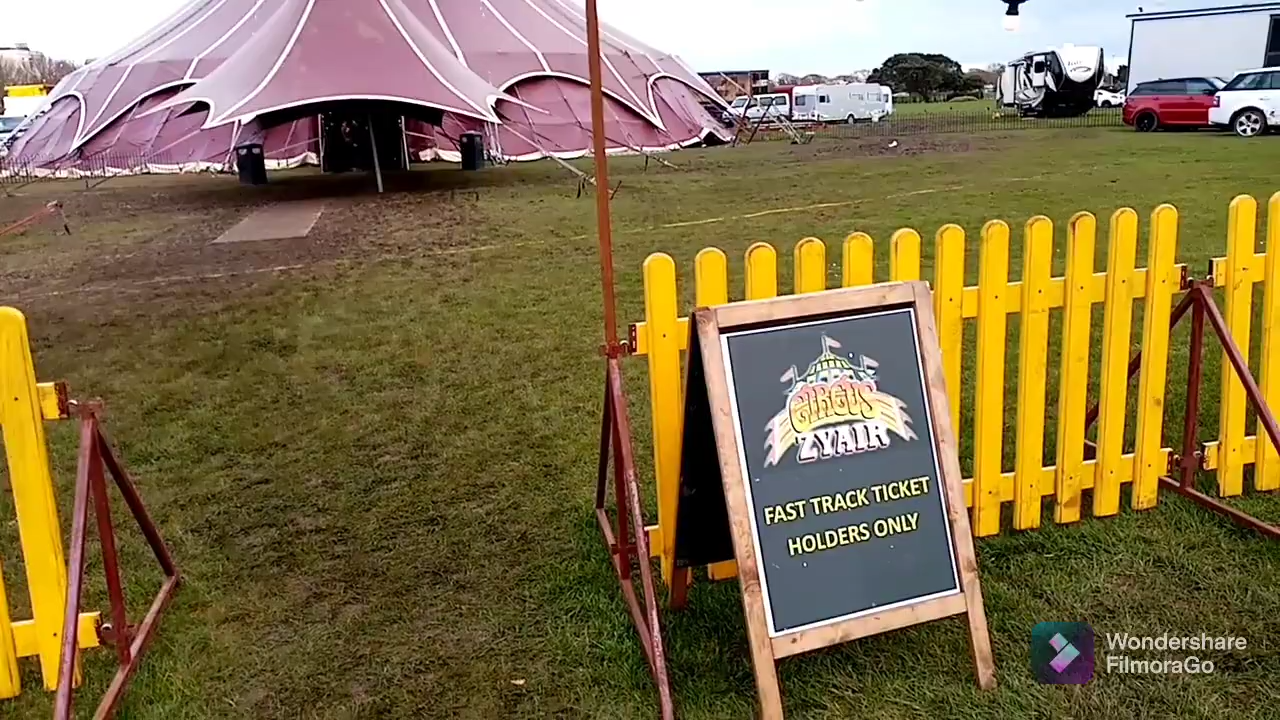 CIRCUS
ZYAIR
FAST TRACK TICKET
HOLDERS ONLY
Wondershare
FilmoraGo